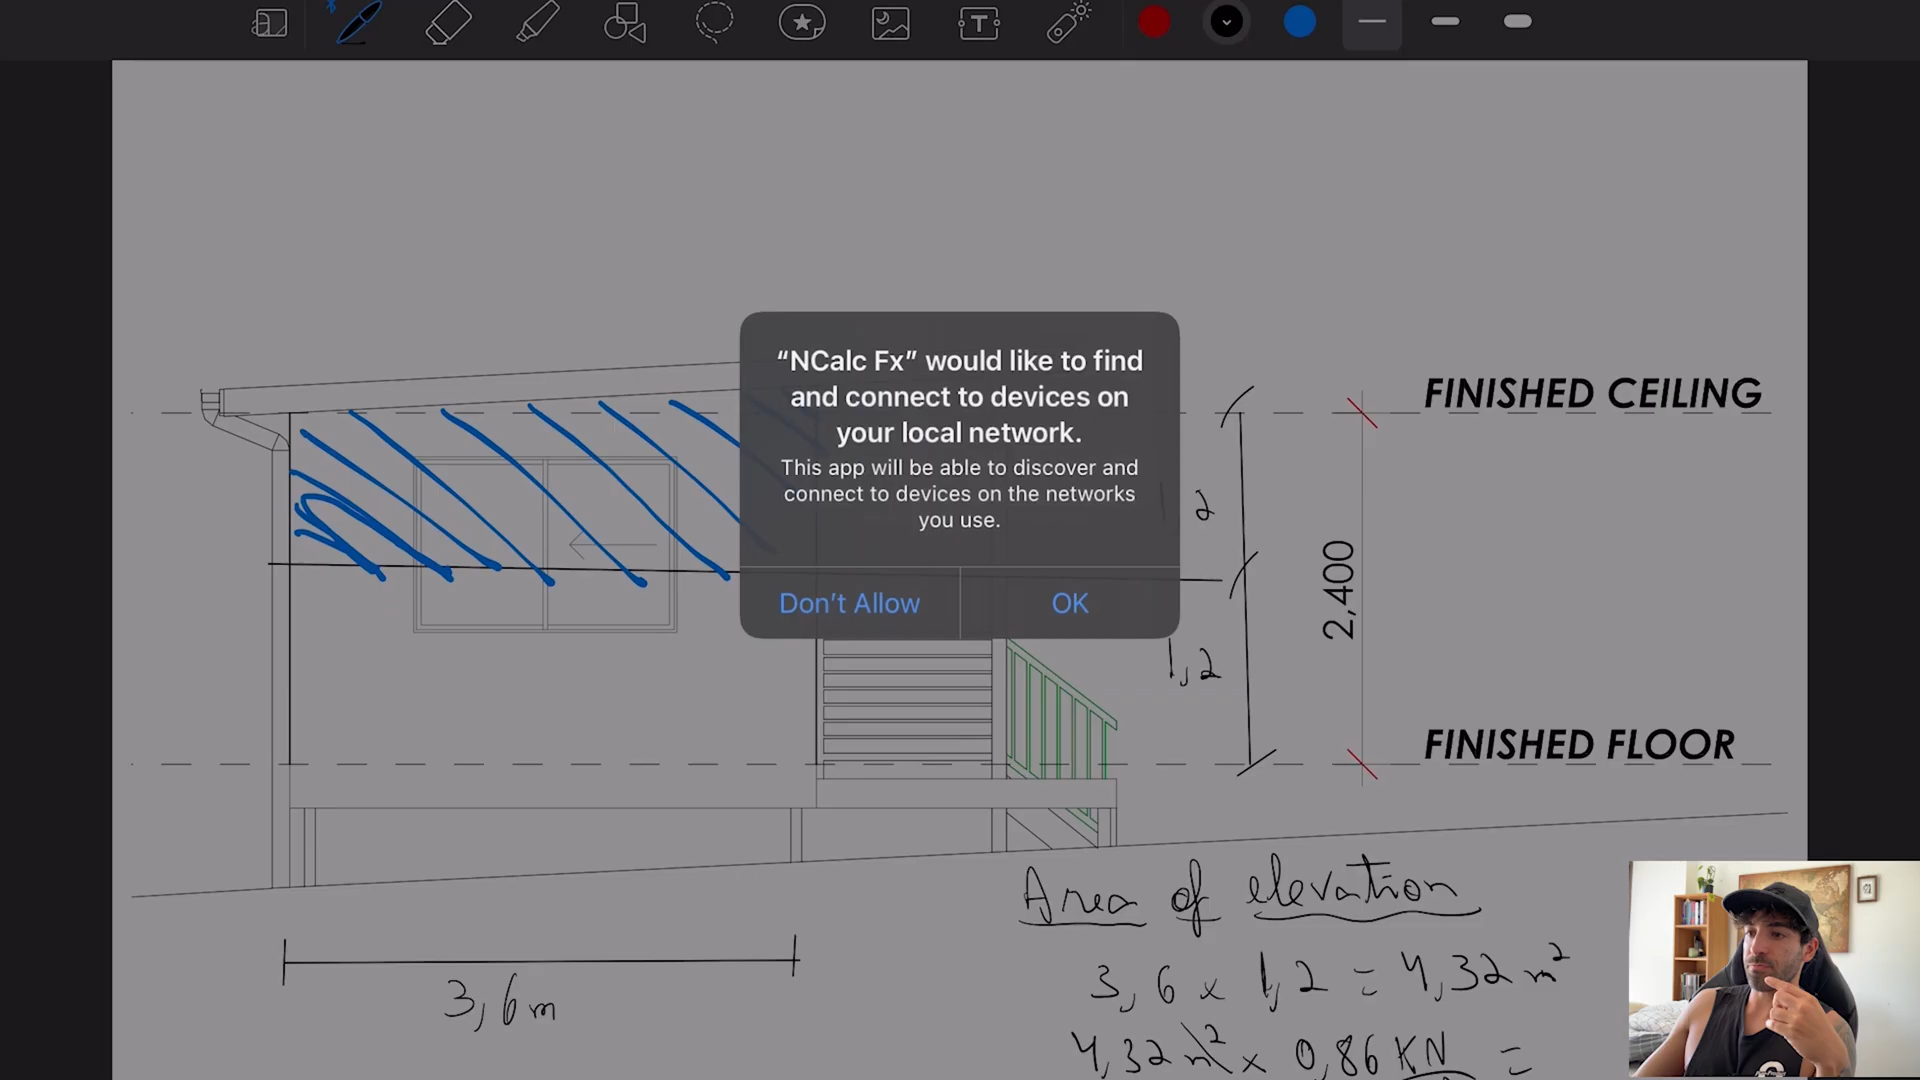 “NCalc Fx” would like to find
and connect to devices on
your local network.
This app will be able to discover and
connect to devices on the networks
you use.
Don’t Allow
OK
FINISHED CEILING
2
2,400
1,2
FINISHED FLOOR
3,6m
Area of elevation
3,6 x 1,2 = 4,32 m²
4,32 m² x 0,86 KN =